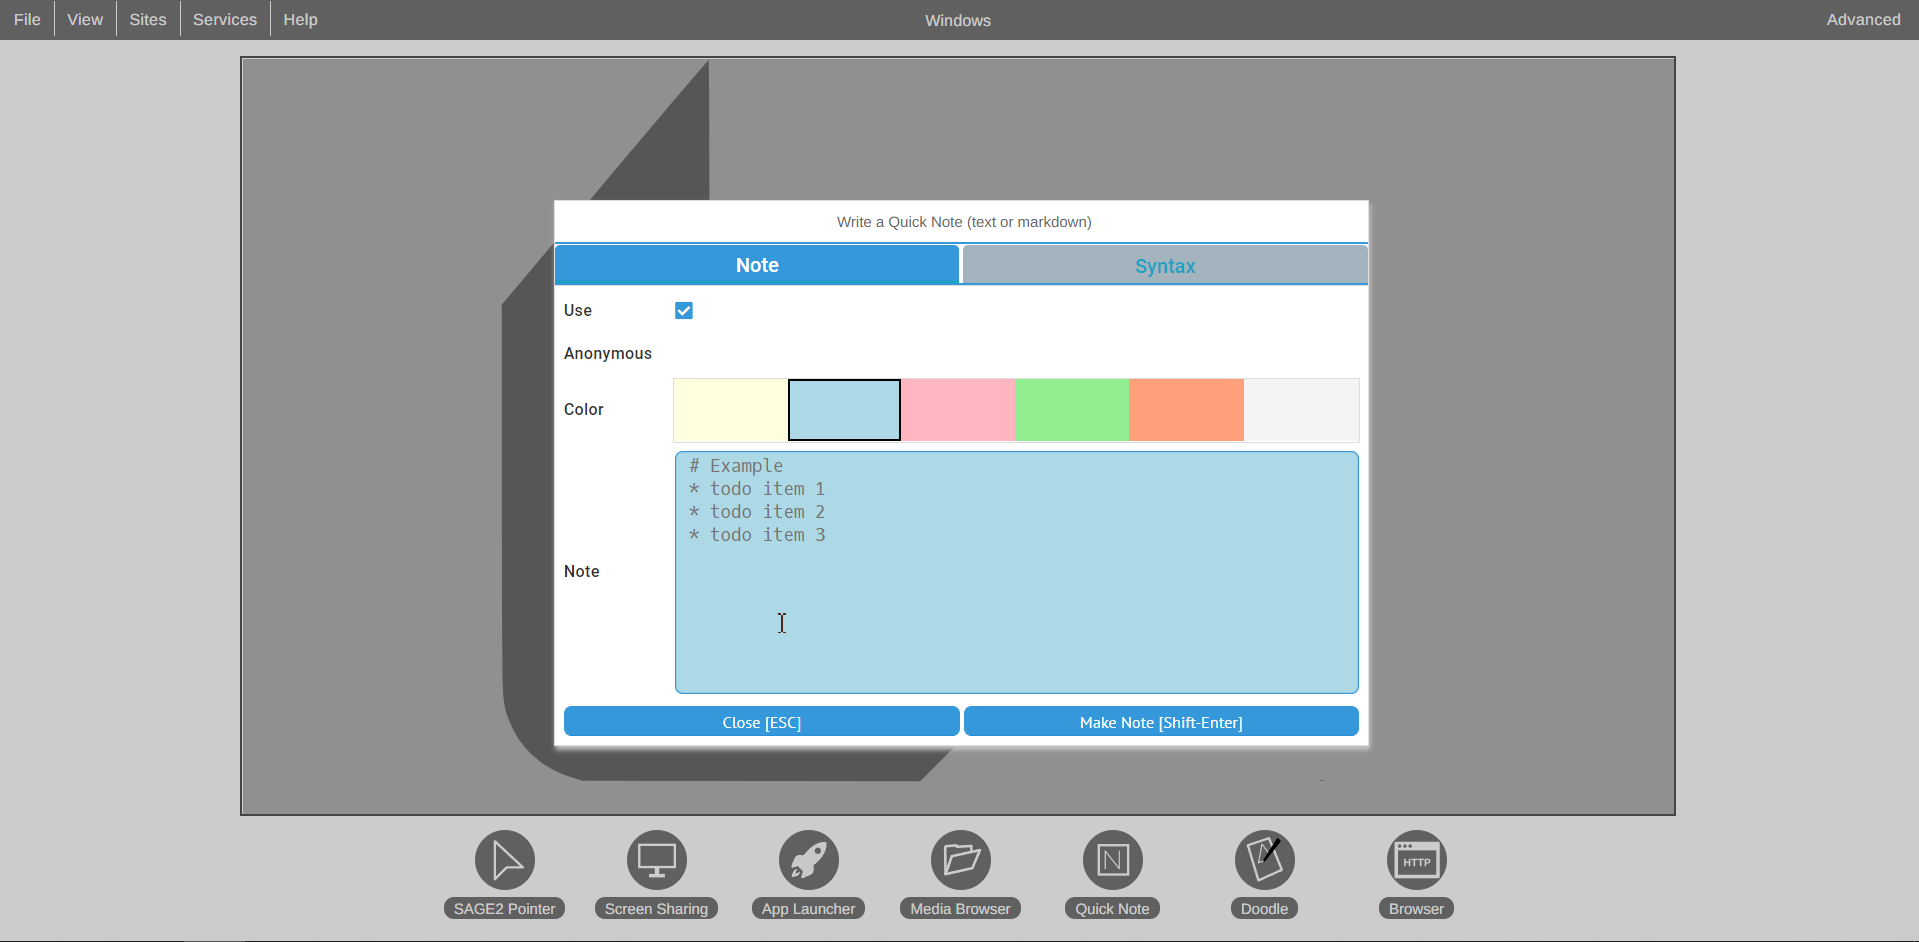 File View Sites Services Help Windows Advanced
Write a Quick Note (text or markdown)
Note Syntax
Use
Anonymous
Color
# Example
* todo item 1
* todo item 2
* todo item 3
Note
Close [ESC] Make Note [Shift-Enter]
N HTTP
SAGE2 Pointer Screen Sharing App Launcher Media Browser Quick Note Doodle Browser